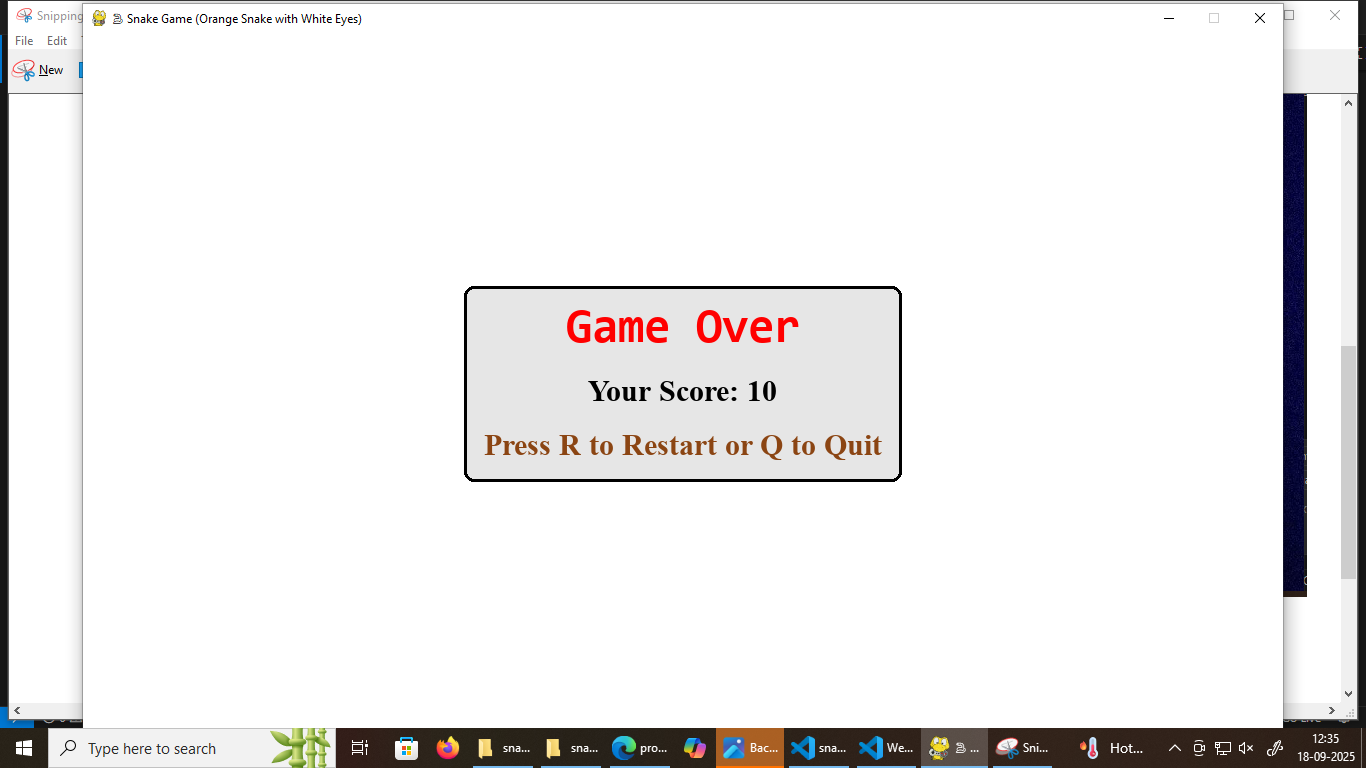 Snipping
Snake Game (Orange Snake with White Eyes)
File Edit
New
Game Over
Your Score: 10
Press R to Restart or Q to Quit
Type here to search
sna...
sna...
pro...
Bac...
sna...
We...
...
Sni...
Hot...
12:35
18-09-2025